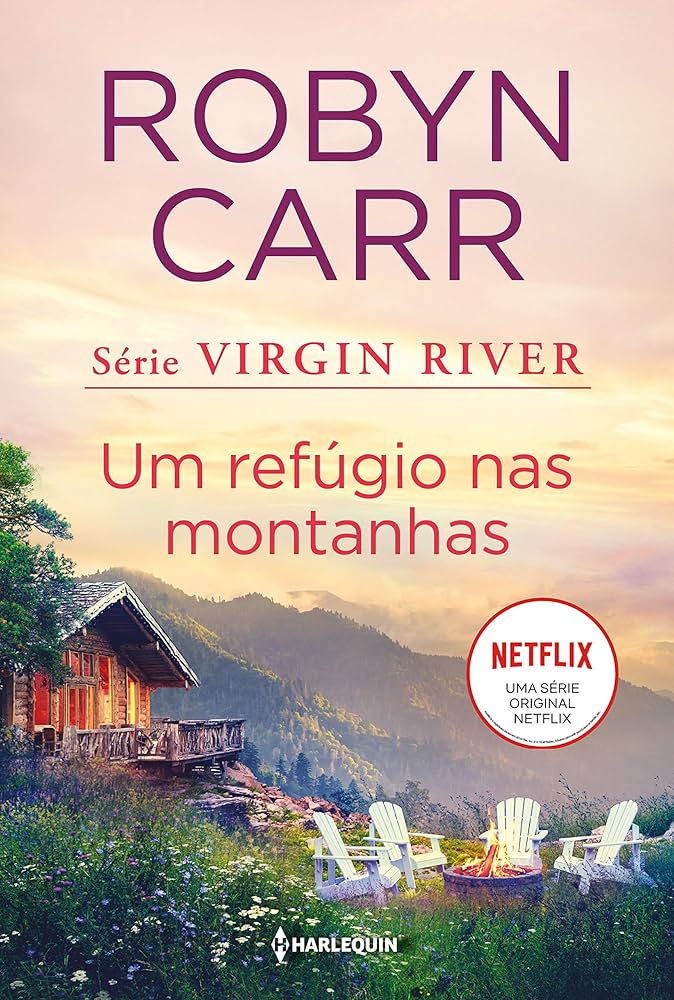 ROBYN
CARR
Série VIRGIN RIVER
Um refúgio nas
montanhas
NETFLIX
UMA SÉRIE
ORIGINAL
NETFLIX
HARLEQUIN